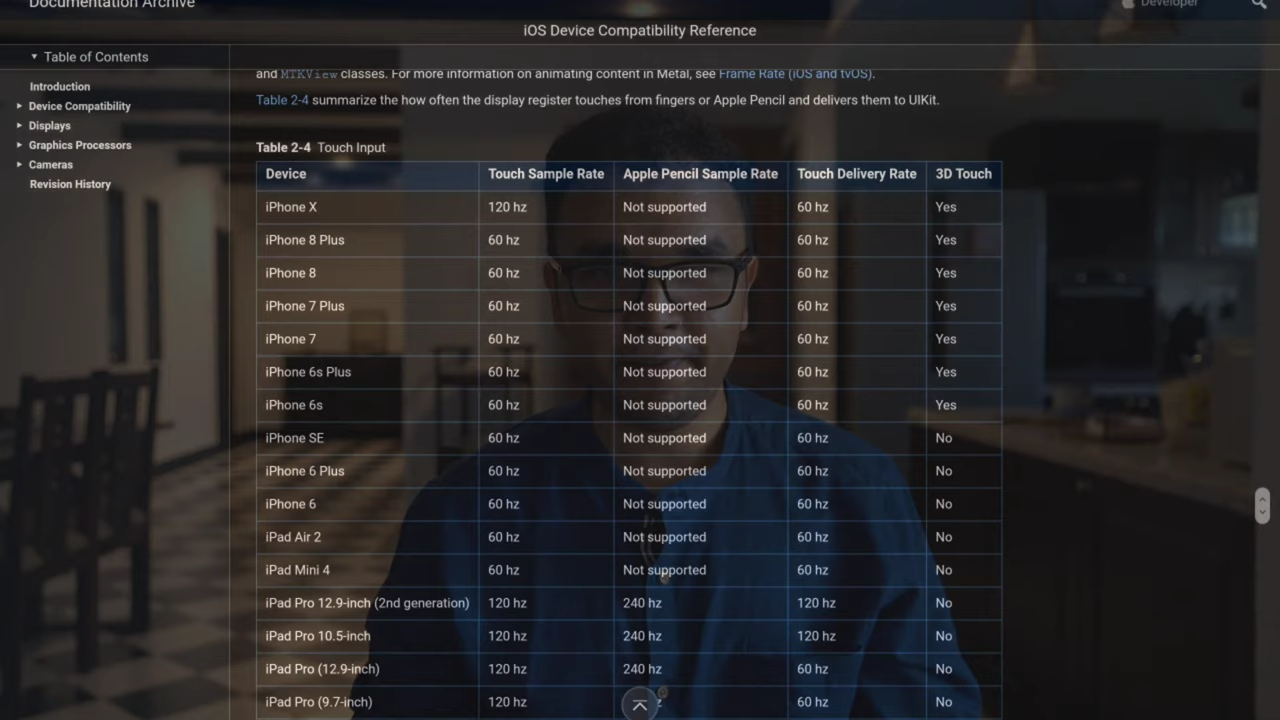 Documentation Archive
Developer
iOS Device Compatibility Reference
Table of Contents
Introduction
Device Compatibility
Displays
Graphics Processors
Cameras
Revision History
and MTKView classes. For more information on animating content in Metal, see Frame Rate (iOS and tvOS).
Table 2-4 summarize the how often the display register touches from fingers or Apple Pencil and delivers them to UIKit.
Table 2-4 Touch Input
Device Touch Sample Rate Apple Pencil Sample Rate Touch Delivery Rate 3D Touch
iPhone X 120 hz Not supported 60 hz Yes
iPhone 8 Plus 60 hz Not supported 60 hz Yes
iPhone 8 60 hz Not supported 60 hz Yes
iPhone 7 Plus 60 hz Not supported 60 hz Yes
iPhone 7 60 hz Not supported 60 hz Yes
iPhone 6s Plus 60 hz Not supported 60 hz Yes
iPhone 6s 60 hz Not supported 60 hz Yes
iPhone SE 60 hz Not supported 60 hz No
iPhone 6 Plus 60 hz Not supported 60 hz No
iPhone 6 60 hz Not supported 60 hz No
iPad Air 2 60 hz Not supported 60 hz No
iPad Mini 4 60 hz Not supported 60 hz No
iPad Pro 12.9-inch (2nd generation) 120 hz 240 hz 120 hz No
iPad Pro 10.5-inch 120 hz 240 hz 120 hz No
iPad Pro (12.9-inch) 120 hz 240 hz 60 hz No
iPad Pro (9.7-inch) 120 hz 60 hz No